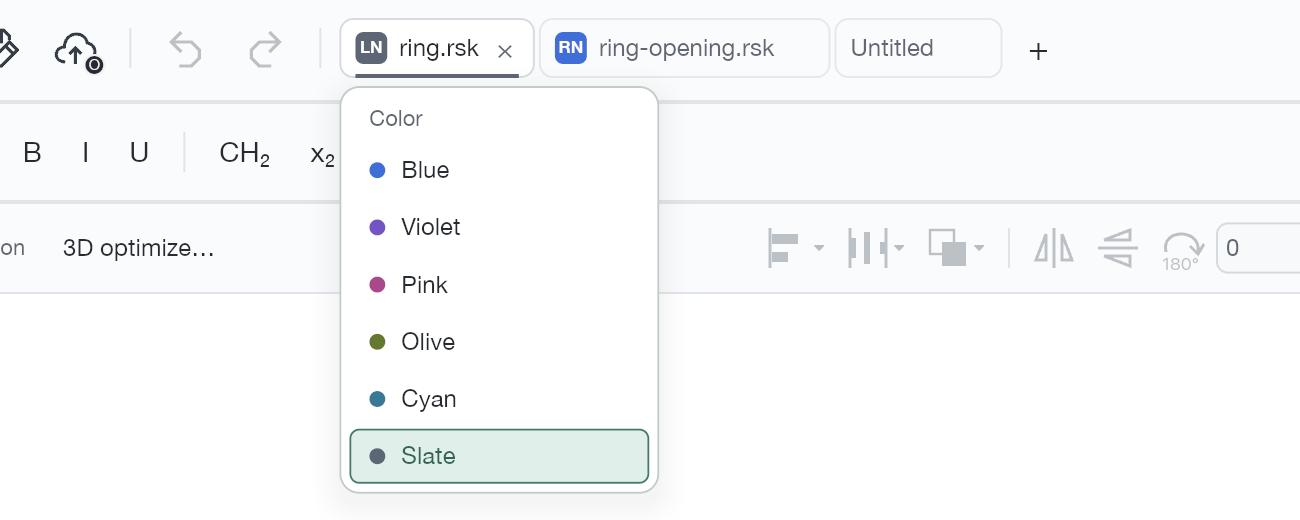 LN ring.rsk × RN ring-opening.rsk Untitled +
B I U CH₂ x₂
on 3D optimize... 180° 0
Color
Blue
Violet
Pink
Olive
Cyan
Slate